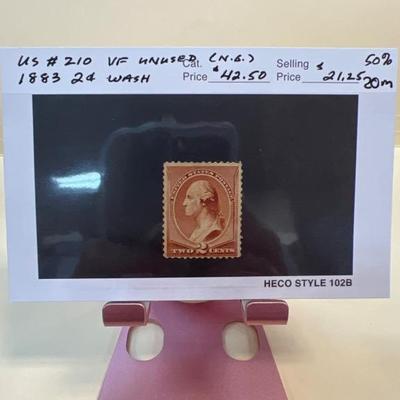 US # 210 VF UNUSED (N.G.) Cat. Price $42.50 Selling Price $21.25 50%
1883 2¢ WASH 20m
UNITED STATES POSTAGE
2
TWO CENTS
HECO STYLE 102B